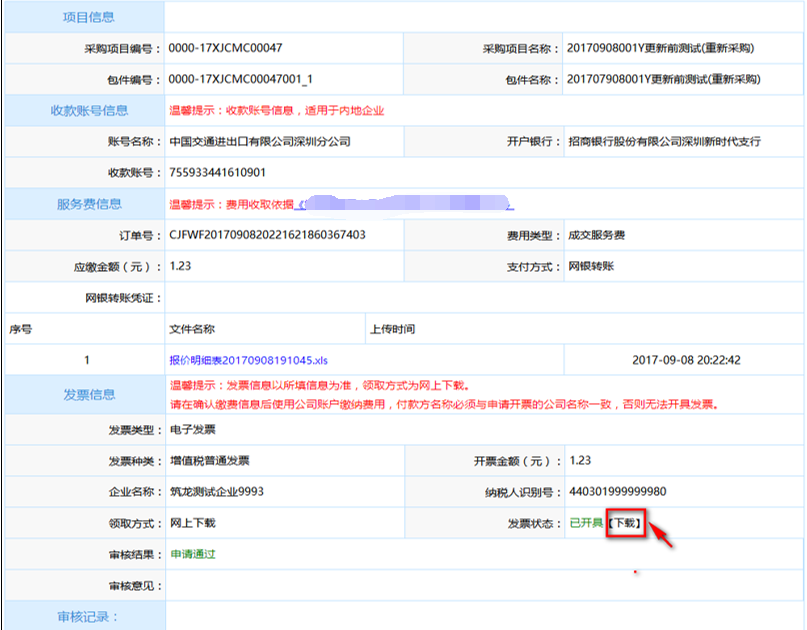 项目信息
采购项目编号： 0000-17XJCMC00047 采购项目名称： 20170908001Y更新前测试(重新采购)
包件编号： 0000-17XJCMC00047001_1 包件名称： 201707908001Y更新前测试(重新采购)
收款账号信息 温馨提示：收款账号信息，适用于内地企业
账号名称： 中国交通进出口有限公司深圳分公司 开户银行： 招商银行股份有限公司深圳新时代支行
收款账号： 755933441610901
服务费信息 温馨提示：费用收取依据《
订单号： CJFWF2017090820221621860367403 费用类型： 成交服务费
应缴金额（元）： 1.23 支付方式： 网银转账
网银转账凭证：
序号 文件名称 上传时间
1 报价明细表20170908191045.xls 2017-09-08 20:22:42
发票信息 温馨提示：发票信息以所填信息为准，领取方式为网上下载。
请在确认缴费信息后使用公司账户缴纳费用，付款方名称必须与申请开票的公司名称一致，否则无法开具发票。
发票类型： 电子发票
发票种类： 增值税普通发票 开票金额（元）： 1.23
企业名称： 筑龙测试企业9993 纳税人识别号： 440301999999980
领取方式： 网上下载 发票状态： 已开具【下载】
审核结果： 申请通过
审核意见：
审核记录：